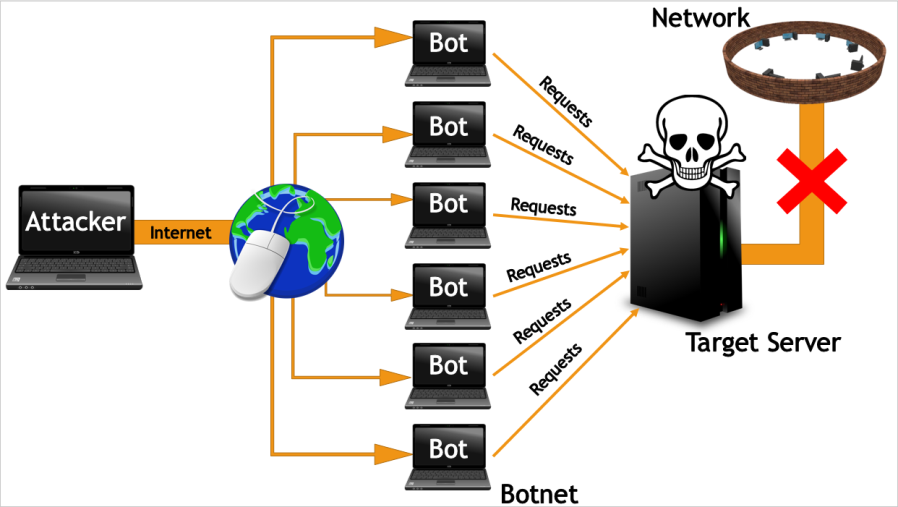 Network
Bot
Requests
Bot
Requests
Attacker
Internet
Bot
Requests
Bot
Requests
Target Server
Bot
Requests
Bot
Requests
Botnet